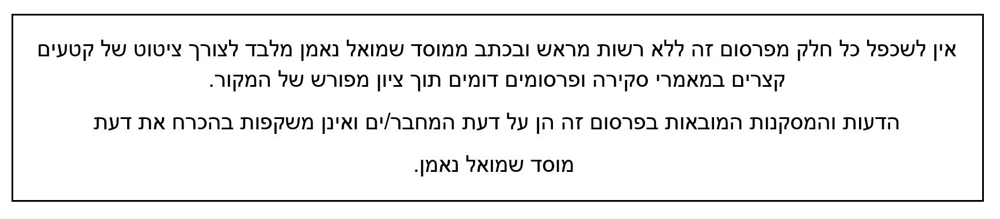 אין לשכפל כל חלק מפרסום זה ללא רשות מראש ובכתב ממוסד שמואל נאמן מלבד לצורך ציטוט של קטעים
קצרים במאמרי סקירה ופרסומים דומים תוך ציון מפורש של המקור.
הדעות והמסקנות המובאות בפרסום זה הן על דעת המחבר/ים ואינן משקפות בהכרח את דעת
מוסד שמואל נאמן.